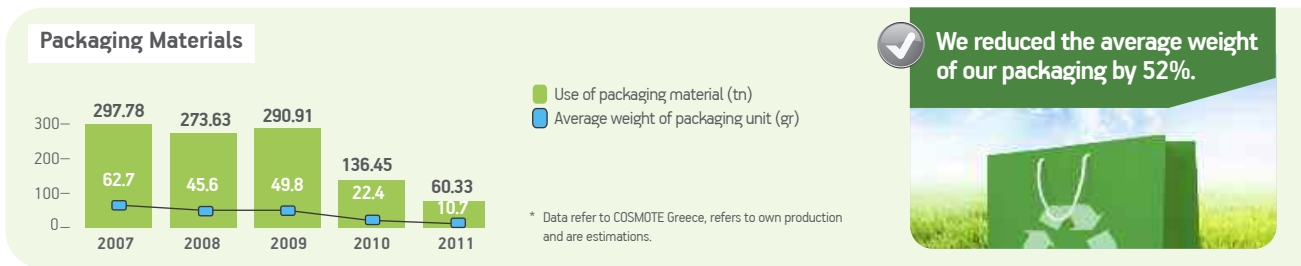 Packaging Materials
We reduced the average weight
of our packaging by 52%.
Use of packaging material (tn)
Average weight of packaging unit (gr)
300
200
100
0
297.78
273.63
290.91
136.45
60.33
62.7
45.6
49.8
22.4
10.7
2007
2008
2009
2010
2011
* Data refer to COSMOTE Greece, refers to own production
and are estimations.